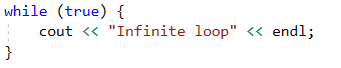 while (true) {
    cout << "Infinite loop" << endl;
}